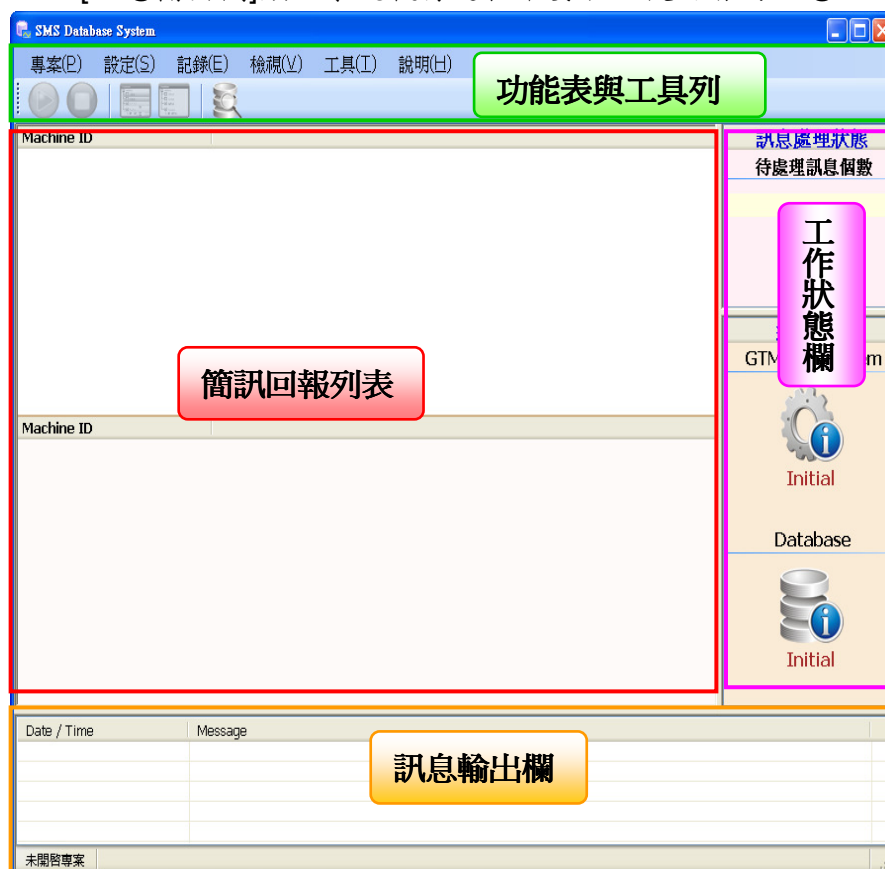 SMS Database System
專案(P) 設定(S) 記錄(E) 檢視(V) 工具(T) 說明(H)
功能表與工具列
Machine ID
訊息處理狀態
待處理訊息個數
工作狀態欄
GTM
m
簡訊回報列表
Machine ID
Initial
Database
Initial
Date / Time Message
訊息輸出欄
未開啓專案